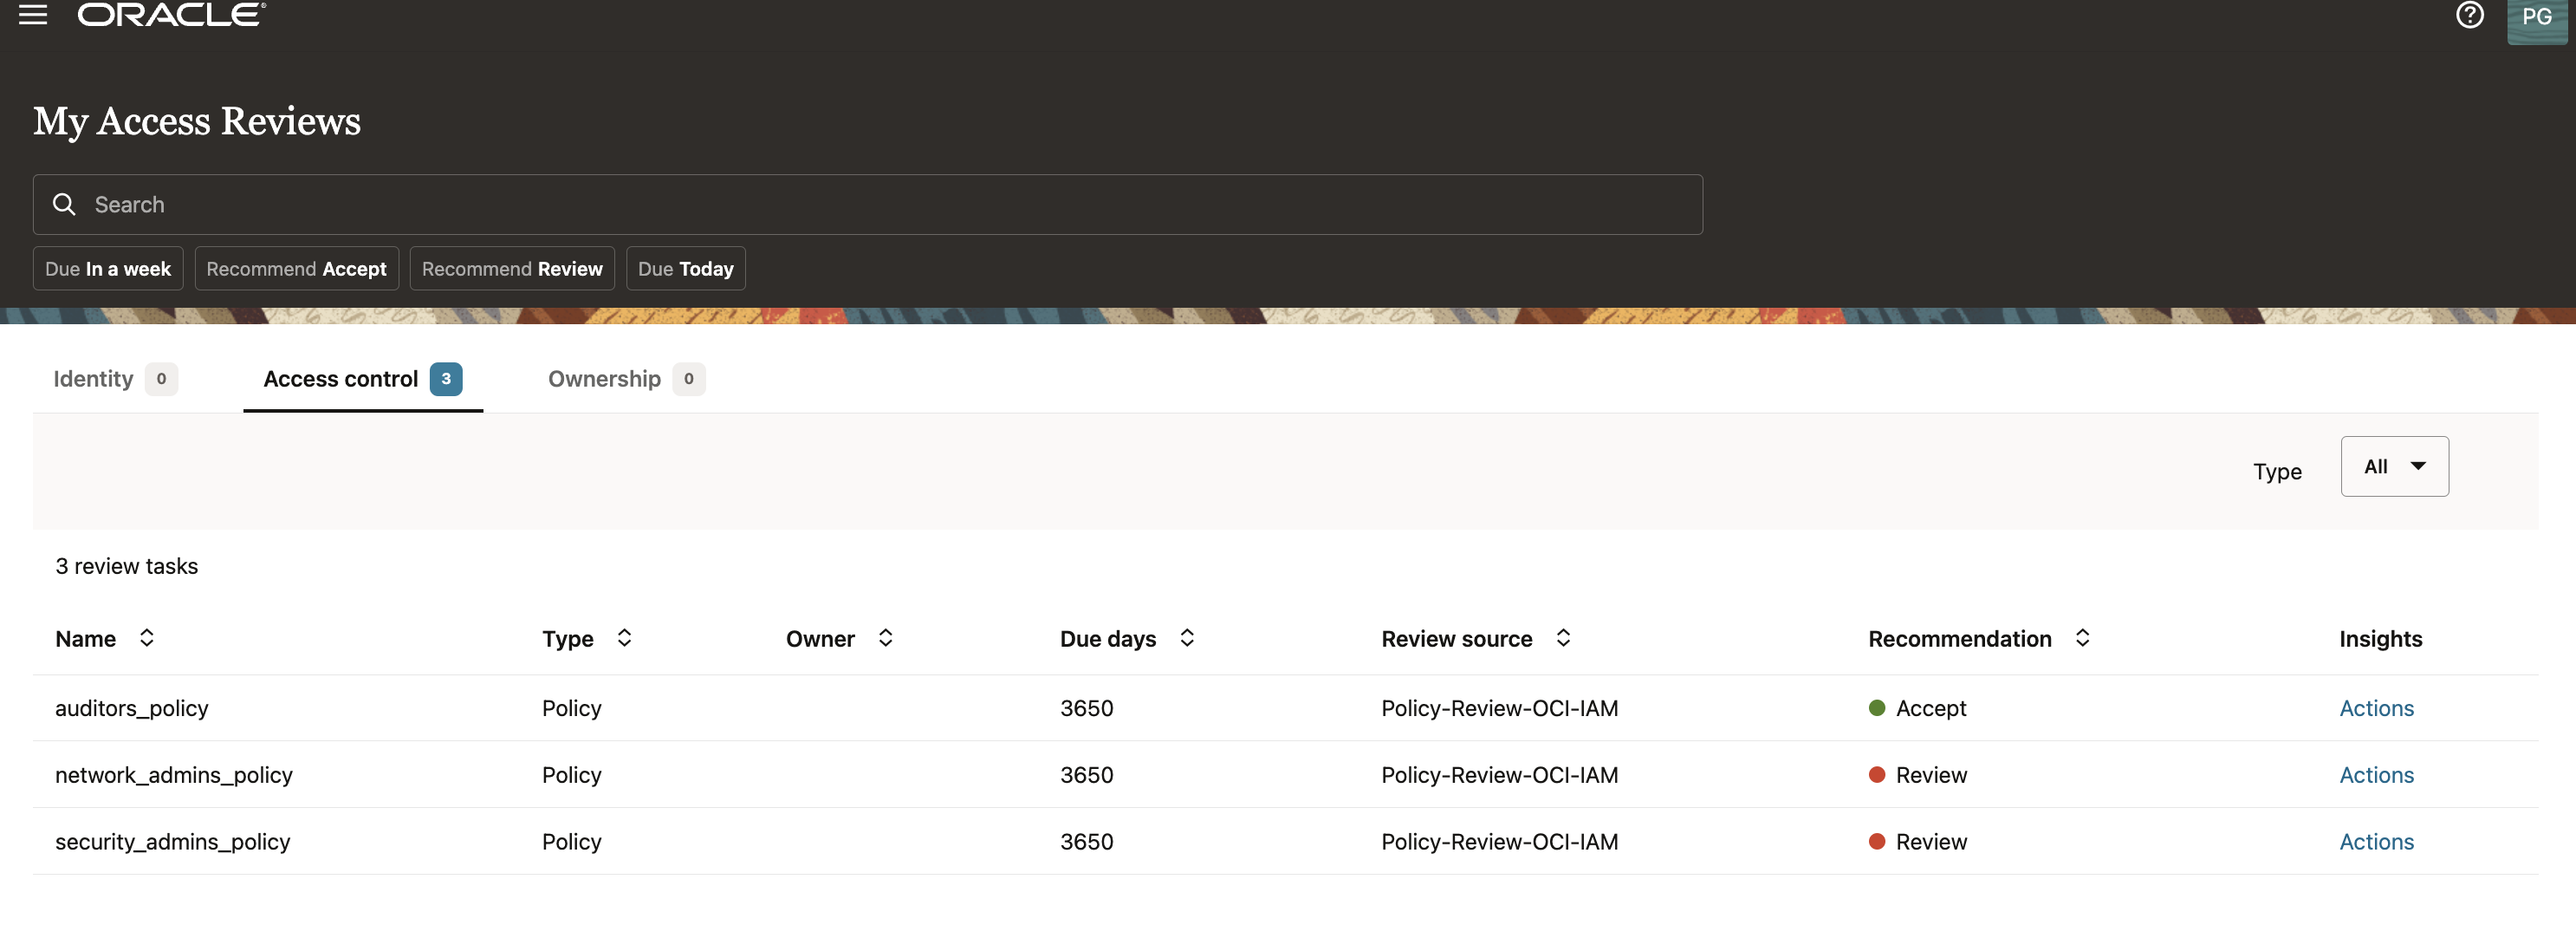 ORACLE
PG
My Access Reviews
Search
Due In a week Recommend Accept Recommend Review Due Today
Identity 0 Access control 3 Ownership 0
Type All
3 review tasks
Name Type Owner Due days Review source Recommendation Insights
auditors_policy Policy 3650 Policy-Review-OCI-IAM Accept Actions
network_admins_policy Policy 3650 Policy-Review-OCI-IAM Review Actions
security_admins_policy Policy 3650 Policy-Review-OCI-IAM Review Actions